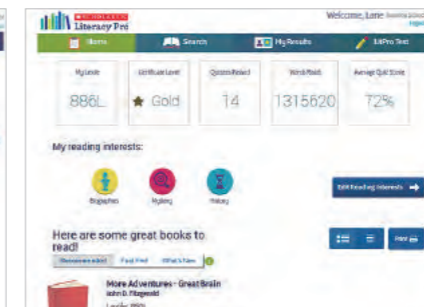 SCHOLASTIC
Literacy Pro
Welcome, Lane
Home Search My Results LitPro Test
My Lexile Certificate Level Quizzes Passed Words Read Average Quiz Score
886L Gold 14 1315620 72%
My reading interests:
Biographies Mystery History
Edit Reading Interests
Here are some great books to
read!
Recommended Find Find What's New
Print
More Adventures - Great Brain
John D. Fitzgerald